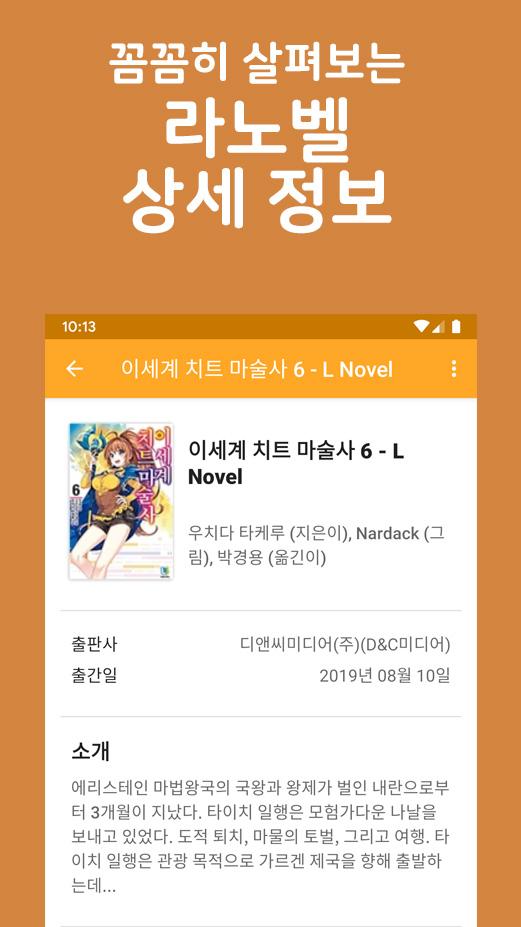 꼼꼼히 살펴보는
라노벨
상세 정보
10:13
이세계 치트 마술사 6 - L Novel
이세계
치트 마술사
6
이세계 치트 마술사 6 - L
Novel
우치다 타케루 (지은이), Nardack (그
림), 박경용 (옮긴이)
출판사 디앤씨미디어(주)(D&C미디어)
출간일 2019년 08월 10일
소개
에리스테인 마법왕국의 국왕과 왕제가 벌인 내란으로부
터 3개월이 지났다. 타이치 일행은 모험가다운 나날을
보내고 있었다. 도적 퇴치, 마물의 토벌, 그리고 여행. 타
이치 일행은 관광 목적으로 가르겐 제국을 향해 출발하
는데...